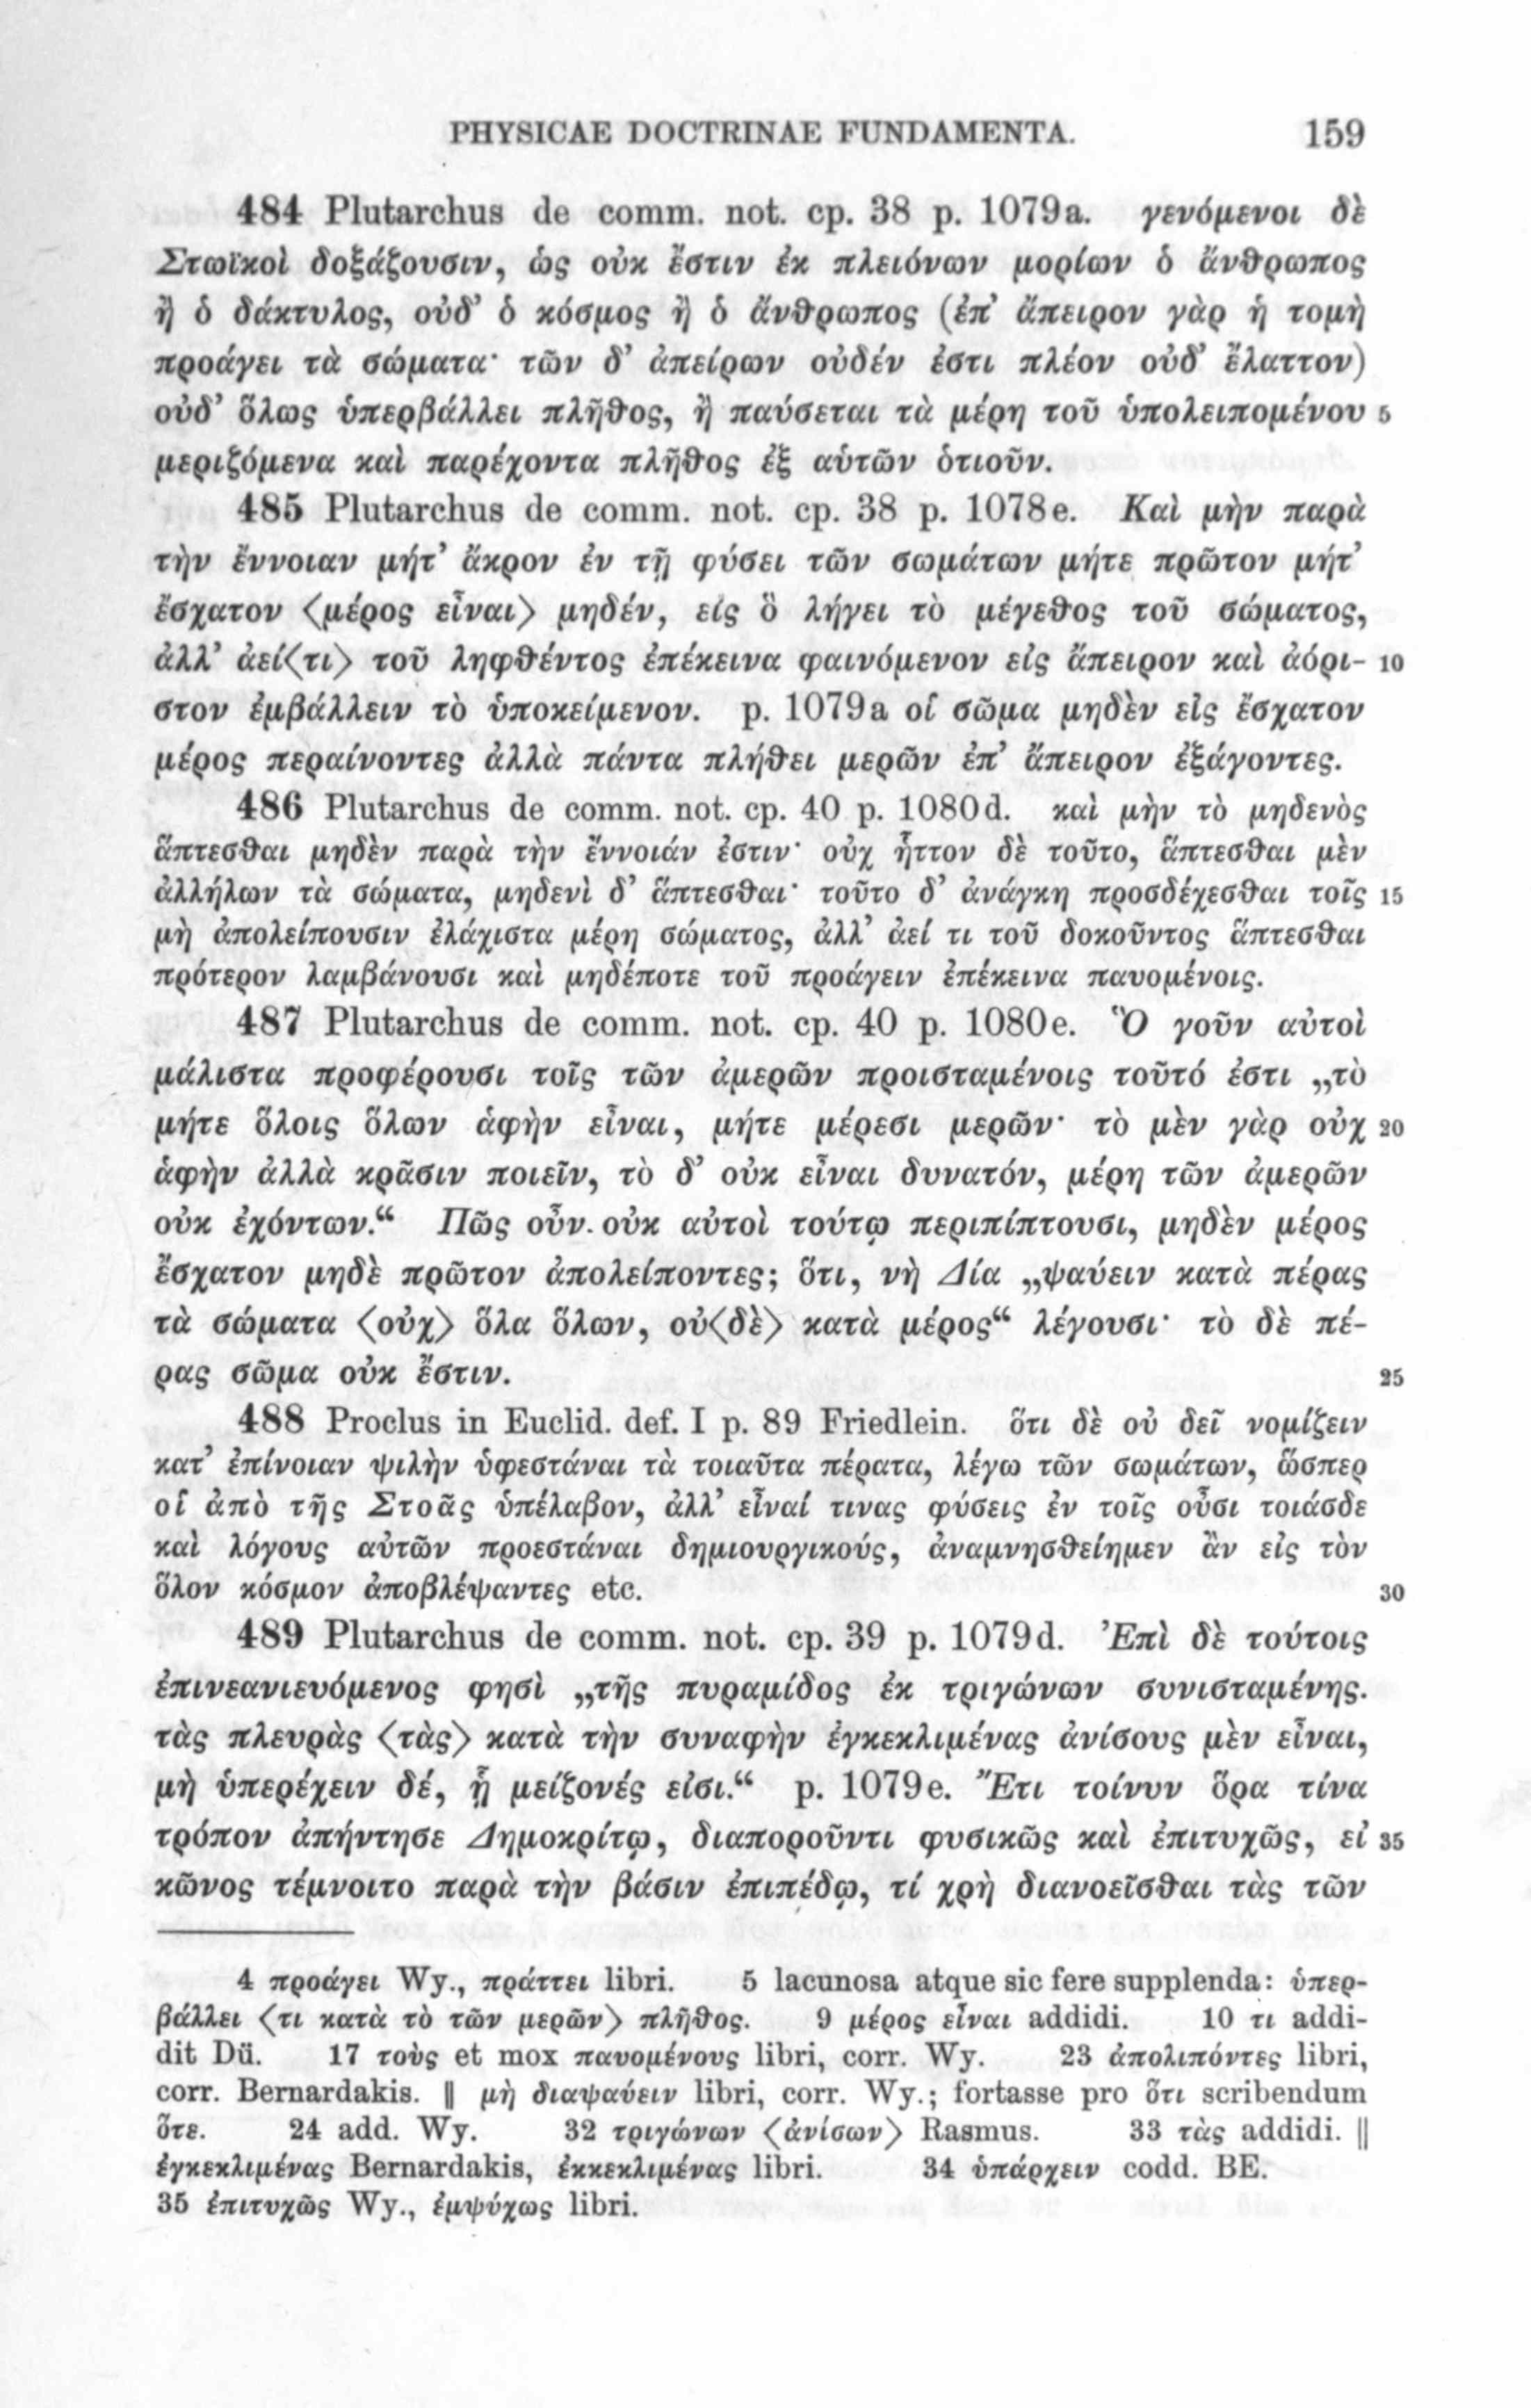 PHYSICAE DOCTRINAE FUNDAMENTA. 159
484 Plutarchus de comm. not. cp. 38 p. 1079a. γενόμενοι δὲ
Στωϊκοὶ δοξάζουσιν, ὡς οὐκ ἔστιν ἐκ πλειόνων μορίων ὁ ἄνθρωπος
ἢ ὁ δάκτυλος, οὐδ’ ὁ κόσμος ἢ ὁ ἄνθρωπος (ἐπ’ ἄπειρον γὰρ ἡ τομὴ
προάγει τὰ σώματα· τῶν δ’ ἀπείρων οὐδέν ἐστι πλέον οὐδ’ ἔλαττον)
οὐδ’ ὅλως ὑπερβάλλει πλῆθος, ἢ παύσεται τὰ μέρη τοῦ ὑπολειπομένου 5
μεριζόμενα καὶ παρέχοντα πλῆθος ἐξ αὑτῶν ὁτιοῦν.
485 Plutarchus de comm. not. cp. 38 p. 1078e. Καὶ μὴν παρὰ
τὴν ἔννοιαν μήτ’ ἄκρον ἐν τῇ φύσει τῶν σωμάτων μήτε πρῶτον μήτ’
ἔσχατον <μέρος εἶναι> μηδέν, εἰς ὃ λήγει τὸ μέγεθος τοῦ σώματος,
ἀλλ’ ἀεί<τι> τοῦ ληφθέντος ἐπέκεινα φαινόμενον εἰς ἄπειρον καὶ ἀόρι- 10
στον ἐμβάλλειν τὸ ὑποκείμενον. p. 1079a οἱ σῶμα μηδὲν εἰς ἔσχατον
μέρος περαίνοντες ἀλλὰ πάντα πλήθει μερῶν ἐπ’ ἄπειρον ἐξάγοντες.
486 Plutarchus de comm. not. cp. 40 p. 1080d. καὶ μὴν τὸ μηδενὸς
ἅπτεσθαι μηδὲν παρὰ τὴν ἔννοιάν ἐστιν· οὐχ ἧττον δὲ τοῦτο, ἅπτεσθαι μὲν
ἀλλήλων τὰ σώματα, μηδενὶ δ’ ἅπτεσθαι· τοῦτο δ’ ἀνάγκη προσδέχεσθαι τοῖς 15
μὴ ἀπολείπουσιν ἐλάχιστα μέρη σώματος, ἀλλ’ ἀεί τι τοῦ δοκοῦντος ἅπτεσθαι
πρότερον λαμβάνουσι καὶ μηδέποτε τοῦ προάγειν ἐπέκεινα παυομένοις.
487 Plutarchus de comm. not. cp. 40 p. 1080e. Ὃ γοῦν αὐτοὶ
μάλιστα προφέρουσι τοῖς τῶν ἀμερῶν προισταμένοις τοῦτό ἐστι „τὸ
μήτε ὅλοις ὅλων ἁφὴν εἶναι, μήτε μέρεσι μερῶν· τὸ μὲν γὰρ οὐχ 20
ἁφὴν ἀλλὰ κρᾶσιν ποιεῖν, τὸ δ’ οὐκ εἶναι δυνατόν, μέρη τῶν ἀμερῶν
οὐκ ἐχόντων.“ Πῶς οὖν οὐκ αὐτοὶ τούτῳ περιπίπτουσι, μηδὲν μέρος
ἔσχατον μηδὲ πρῶτον ἀπολείποντες; ὅτι, νὴ Δία „ψαύειν κατὰ πέρας
τὰ σώματα <οὐχ> ὅλα ὅλων, οὐ<δὲ> κατὰ μέρος“ λέγουσι· τὸ δὲ πέ-
ρας σῶμα οὐκ ἔστιν. 25
488 Proclus in Euclid. def. I p. 89 Friedlein. ὅτι δὲ οὐ δεῖ νομίζειν
κατ’ ἐπίνοιαν ψιλὴν ὑφεστάναι τὰ τοιαῦτα πέρατα, λέγω τῶν σωμάτων, ὥσπερ
οἱ ἀπὸ τῆς Στοᾶς ὑπέλαβον, ἀλλ’ εἶναί τινας φύσεις ἐν τοῖς οὖσι τοιάσδε
καὶ λόγους αὐτῶν προεστάναι δημιουργικούς, ἀναμνησθείημεν ἂν εἰς τὸν
ὅλον κόσμον ἀποβλέψαντες etc. 30
489 Plutarchus de comm. not. cp. 39 p. 1079d. Ἐπὶ δὲ τούτοις
ἐπινεανιευόμενος φησὶ „τῆς πυραμίδος ἐκ τριγώνων συνισταμένης.
τὰς πλευρὰς <τὰς> κατὰ τὴν συναφὴν ἐγκεκλιμένας ἀνίσους μὲν εἶναι,
μὴ ὑπερέχειν δέ, ᾗ μείζονές εἰσι.“ p. 1079e. Ἔτι τοίνυν ὅρα τίνα
τρόπον ἀπήντησε Δημοκρίτῳ, διαποροῦντι φυσικῶς καὶ ἐπιτυχῶς, εἰ 35
κῶνος τέμνοιτο παρὰ τὴν βάσιν ἐπιπέδῳ, τί χρὴ διανοεῖσθαι τὰς τῶν
4 προάγει Wy., πράττει libri. 5 lacunosa atque sic fere supplenda: ὑπερ-
βάλλει <τι κατὰ τὸ τῶν μερῶν> πλῆθος. 9 μέρος εἶναι addidi. 10 τι addi-
dit Dü. 17 τοὺς et mox παυομένους libri, corr. Wy. 23 ἀπολιπόντες libri,
corr. Bernardakis. || μὴ διαψαύειν libri, corr. Wy.; fortasse pro ὅτι scribendum
ὅτε. 24 add. Wy. 32 τριγώνων <ἀνίσων> Rasmus. 33 τὰς addidi. ||
ἐγκεκλιμένας Bernardakis, ἐκκεκλιμένας libri. 34 ὑπάρχειν codd. BE.
35 ἐπιτυχῶς Wy., ἐμψύχως libri.